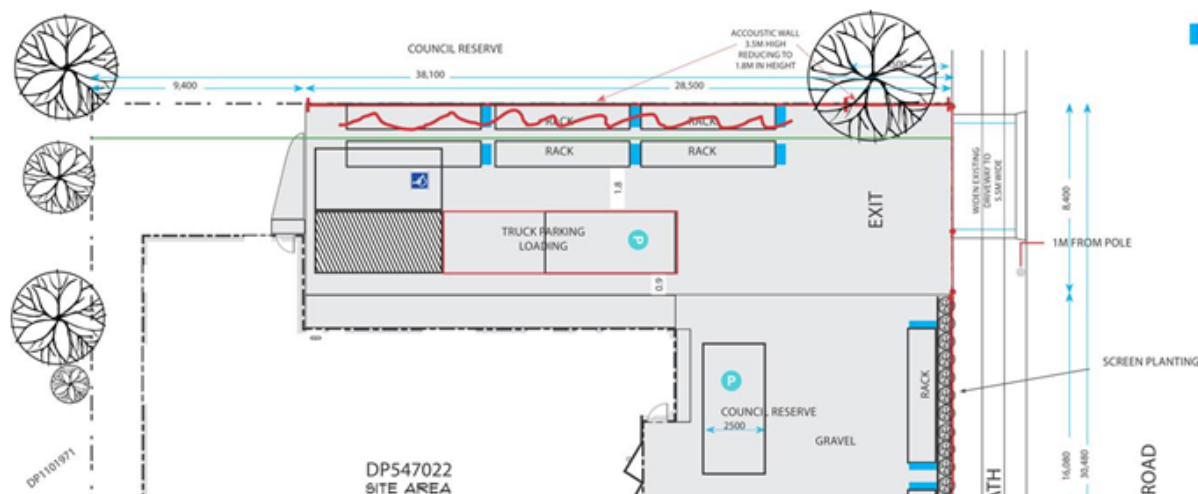 ACCOUSTIC WALL
3.5M HIGH
REDUCING TO
1.8M IN HEIGHT
COUNCIL RESERVE
38,100
9,400
28,500
RACK
RACK
RACK
RACK
1.8
TRUCK PARKING
LOADING
P
0.9
EXIT
WIDEN EXISTING
DRIVEWAY TO
5.5M WIDE
8,400
1M FROM POLE
SCREEN PLANTING
P
COUNCIL RESERVE
2500
GRAVEL
RACK
DP1101971
DP547022
SITE AREA
16,080
30,480
ROAD